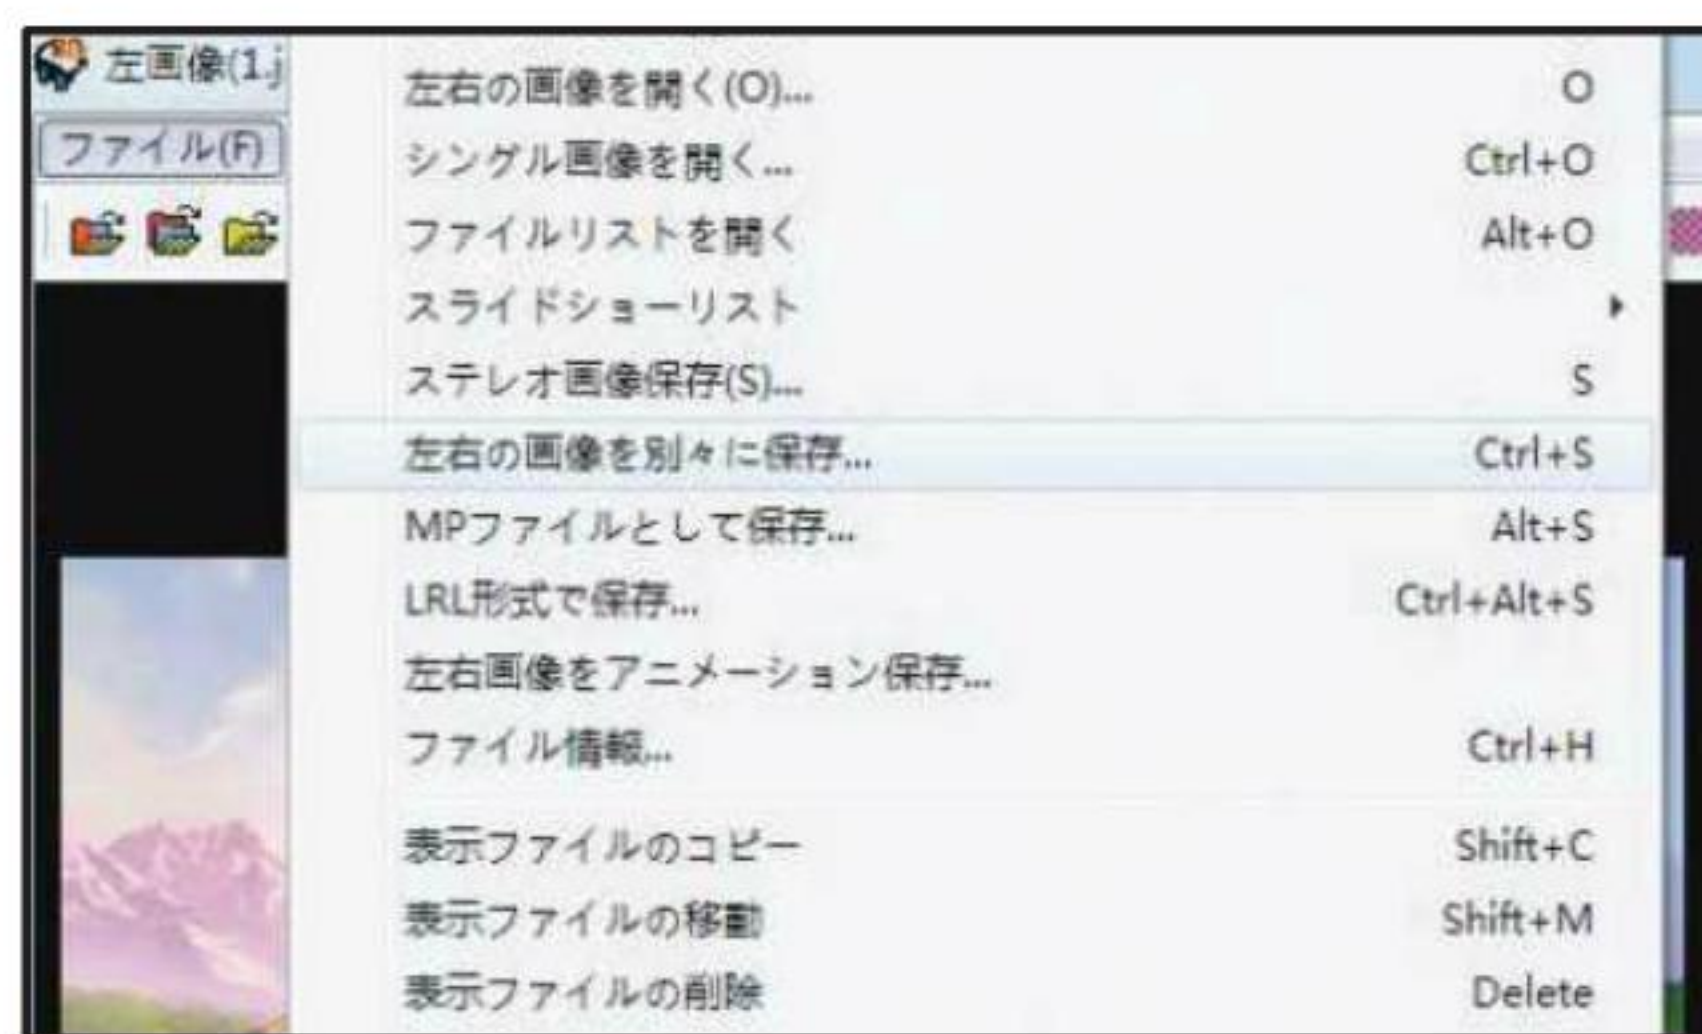 左画像(1.j
ファイル(F)
左右の画像を開く(O)... O
シングル画像を開く... Ctrl+O
ファイルリストを開く Alt+O
スライドショーリスト
ステレオ画像保存(S)... S
左右の画像を別々に保存... Ctrl+S
MPファイルとして保存... Alt+S
LRL形式で保存... Ctrl+Alt+S
左右画像をアニメーション保存...
ファイル情報... Ctrl+H
表示ファイルのコピー Shift+C
表示ファイルの移動 Shift+M
表示ファイルの削除 Delete